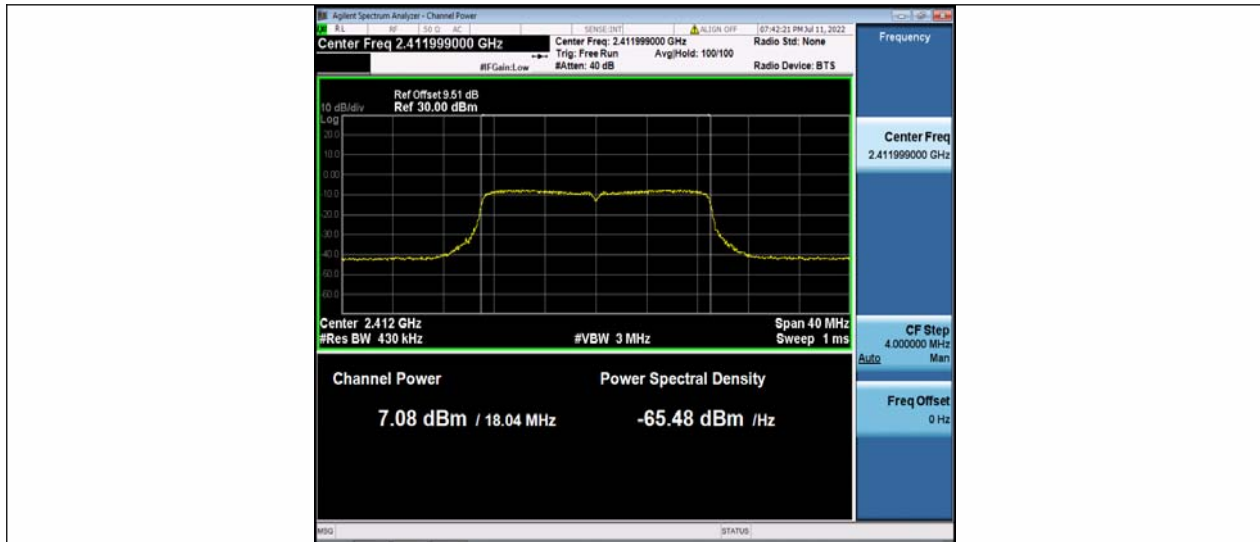 Agilent Spectrum Analyzer - Channel Power
RL RF 50 Ω AC SENSE:INT ALIGN OFF 07:42:21 PM Jul 11, 2022
Center Freq 2.411999000 GHz
Center Freq: 2.411999000 GHz Radio Std: None
Trig: Free Run Avg|Hold: 100/100
#IFGain:Low #Atten: 40 dB Radio Device: BTS
Ref Offset 9.51 dB
10 dB/div Ref 30.00 dBm
Log
20.0
10.0
0.00
-10.0
-20.0
-30.0
-40.0
-50.0
-60.0
Center 2.412 GHz Span 40 MHz
#Res BW 430 kHz #VBW 3 MHz Sweep 1 ms
Channel Power Power Spectral Density
7.08 dBm / 18.04 MHz -65.48 dBm /Hz
MSG STATUS
Frequency
Center Freq
2.411999000 GHz
CF Step
4.000000 MHz
Auto Man
Freq Offset
0 Hz